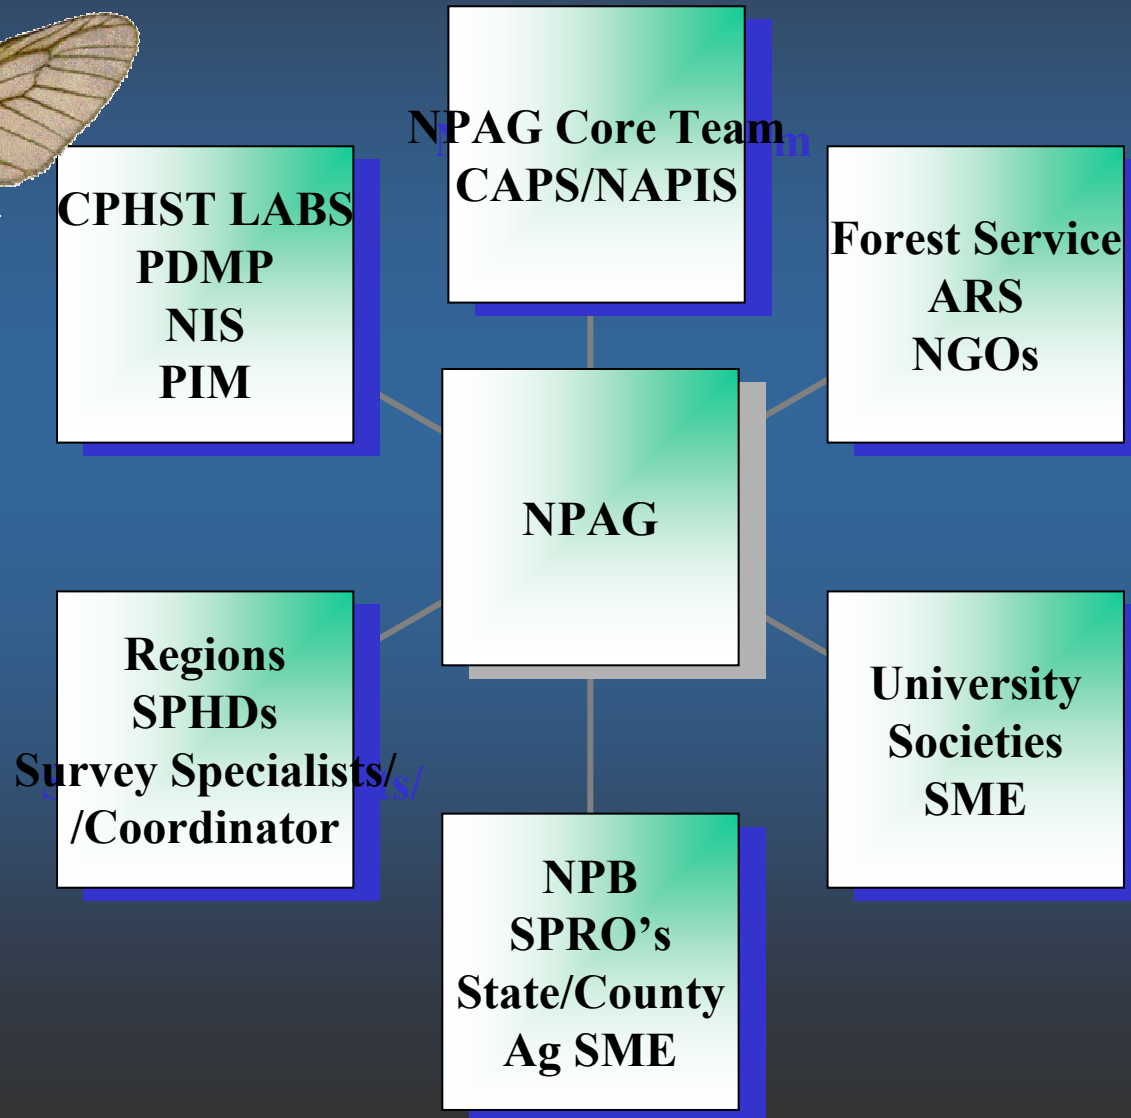 NPAG Core Team
CAPS/NAPIS
CPHST LABS
PDMP
NIS
PIM
Forest Service
ARS
NGOs
NPAG
Regions
SPHDs
Survey Specialists/
/Coordinator
University
Societies
SME
NPB
SPRO’s
State/County
Ag SME